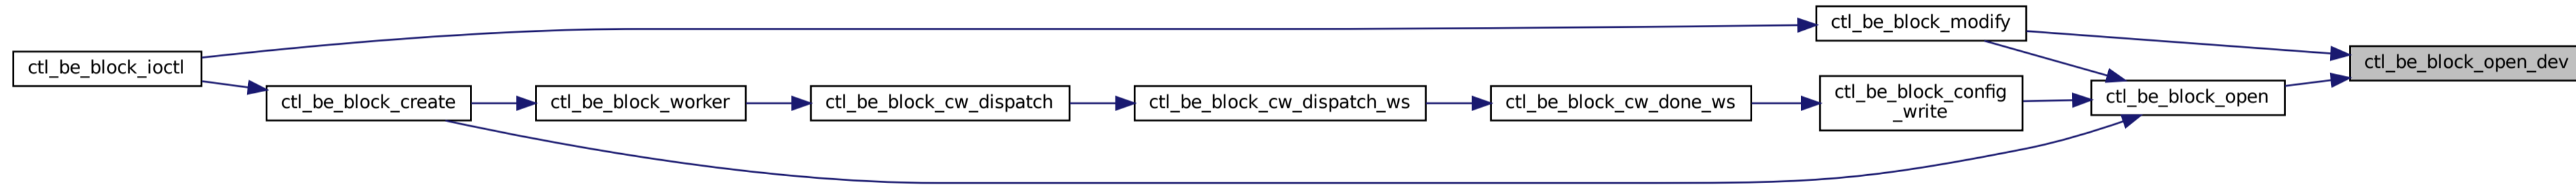 ctl_be_block_ioctl
ctl_be_block_create
ctl_be_block_worker
ctl_be_block_cw_dispatch
ctl_be_block_cw_dispatch_ws
ctl_be_block_cw_done_ws
ctl_be_block_modify
ctl_be_block_config
_write
ctl_be_block_open
ctl_be_block_open_dev